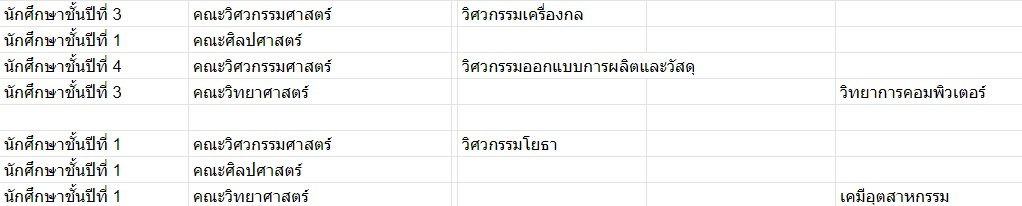 นักศึกษาชั้นปีที่ 3 คณะวิศวกรรมศาสตร์ วิศวกรรมเครื่องกล
นักศึกษาชั้นปีที่ 1 คณะศิลปศาสตร์
นักศึกษาชั้นปีที่ 4 คณะวิศวกรรมศาสตร์ วิศวกรรมออกแบบการผลิตและวัสดุ
นักศึกษาชั้นปีที่ 3 คณะวิทยาศาสตร์ วิทยาการคอมพิวเตอร์
นักศึกษาชั้นปีที่ 1 คณะวิศวกรรมศาสตร์ วิศวกรรมโยธา
นักศึกษาชั้นปีที่ 1 คณะศิลปศาสตร์
นักศึกษาชั้นปีที่ 1 คณะวิทยาศาสตร์ เคมีอุตสาหกรรม